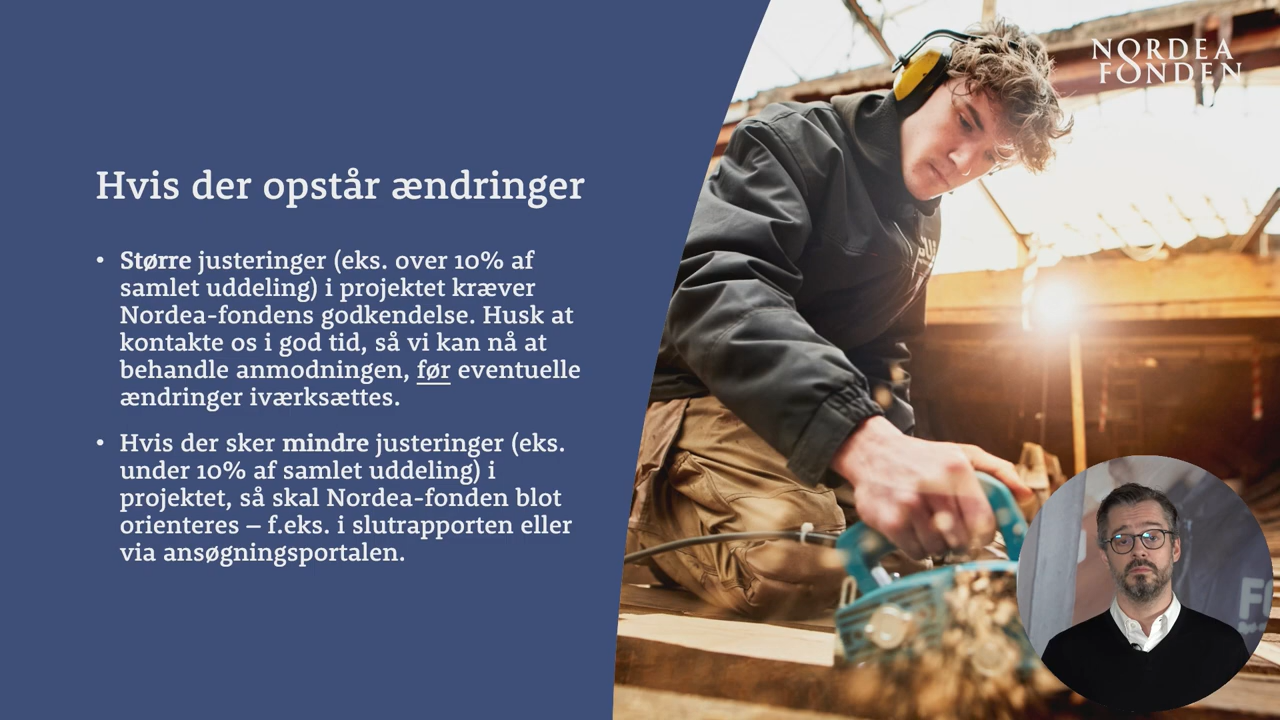 NORDEA
FONDEN
Hvis der opstår ændringer
• Større justeringer (eks. over 10% af
samlet uddeling) i projektet kræver
Nordea-fondens godkendelse. Husk at
kontakte os i god tid, så vi kan nå at
behandle anmodningen, før eventuelle
ændringer iværksættes.
• Hvis der sker mindre justeringer (eks.
under 10% af samlet uddeling) i
projektet, så skal Nordea-fonden blot
orienteres – f.eks. i slutrapporten eller
via ansøgningsportalen.